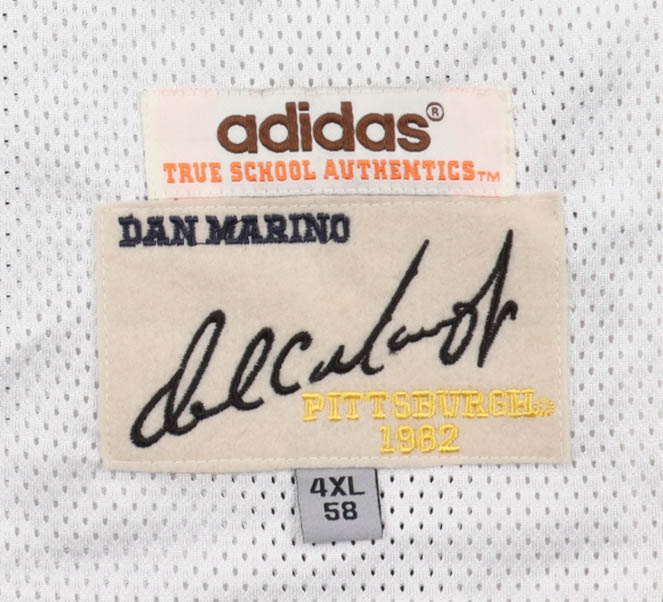 adidas®
TRUE SCHOOL AUTHENTICS™
DAN MARINO
PITTSBURGH
1982
4XL
58